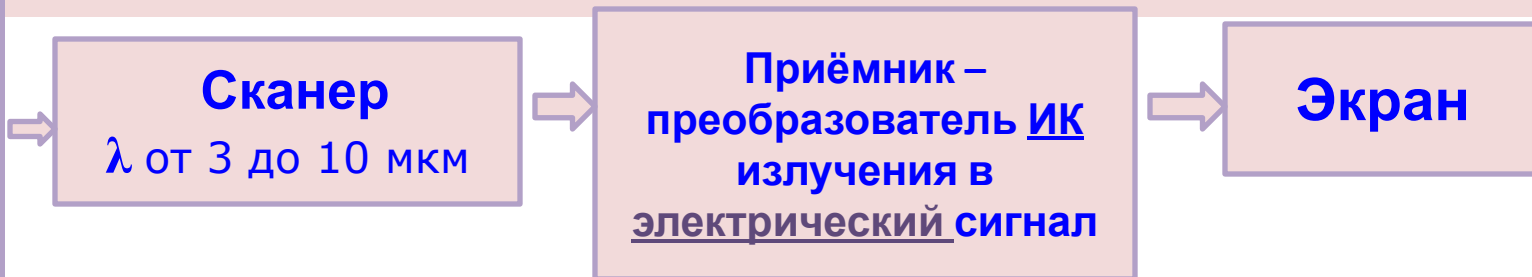 Сканер
λ от 3 до 10 мкм
Приёмник –
преобразователь ИК
излучения в
электрический сигнал
Экран